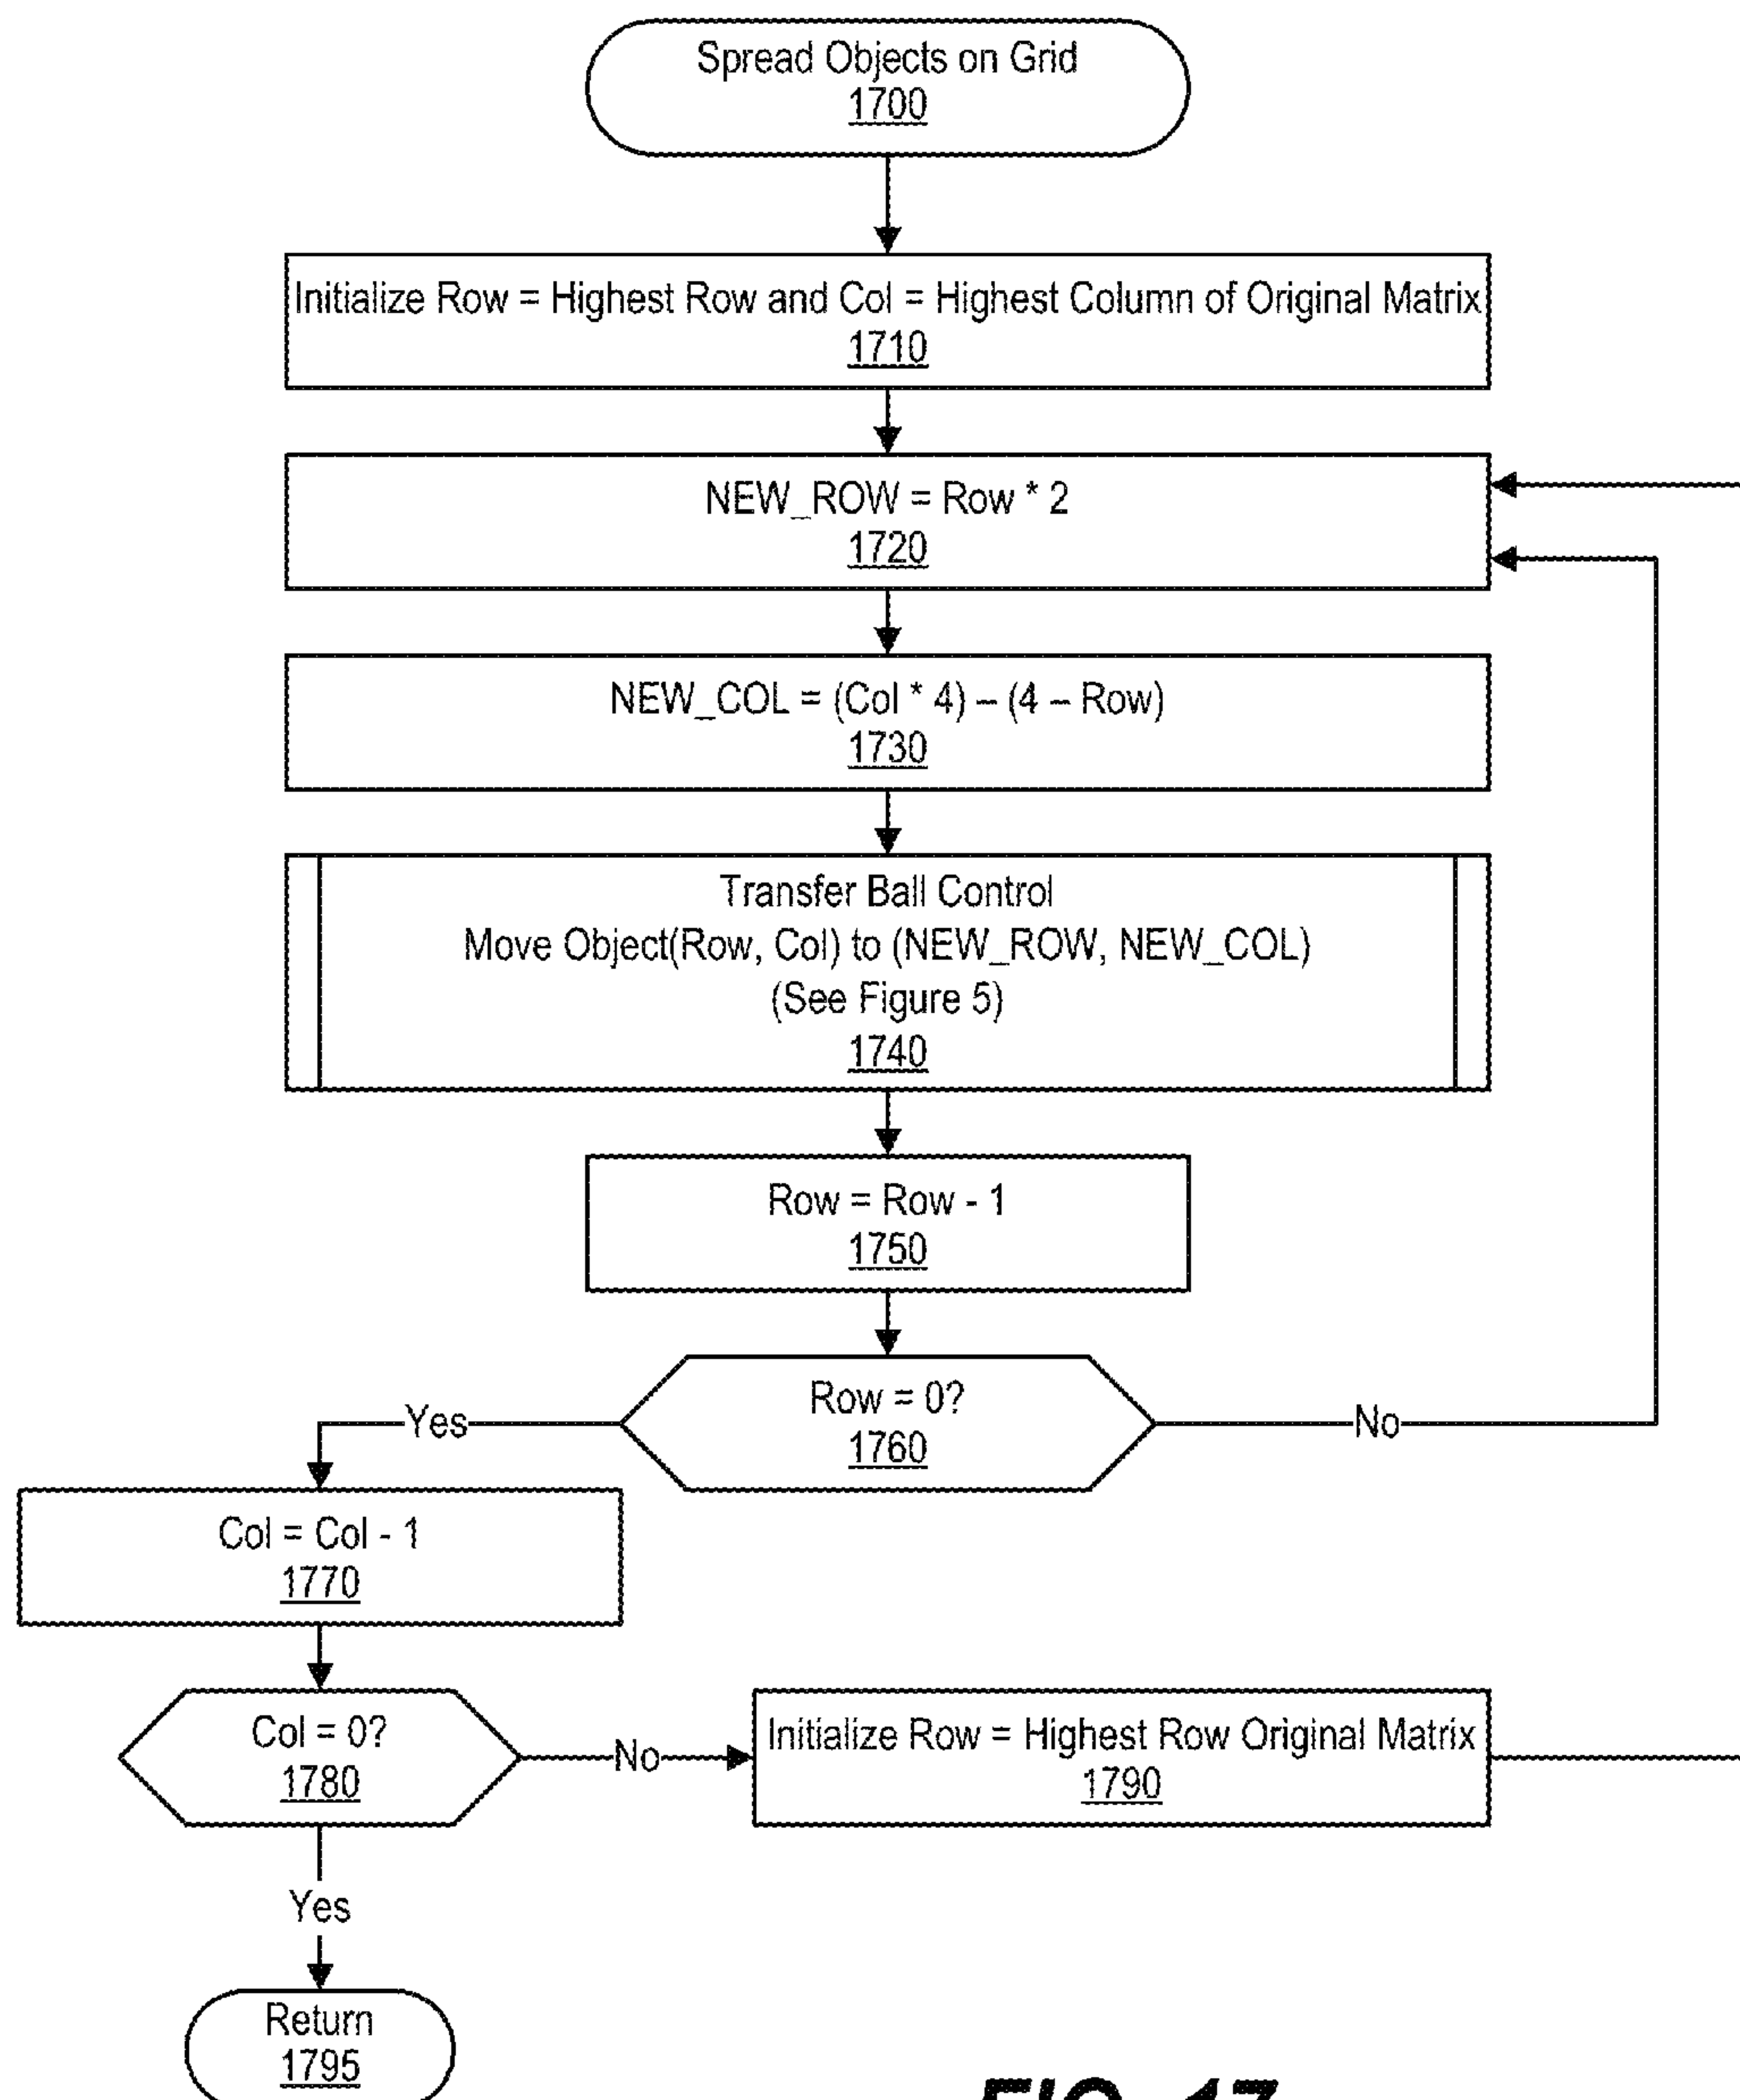 Spread Objects on Grid
1700
Initialize Row = Highest Row and Col = Highest Column of Original Matrix
1710
NEW_ROW = Row * 2
1720
NEW_COL = (Col * 4) – (4 – Row)
1730
Transfer Ball Control
Move Object(Row, Col) to (NEW_ROW, NEW_COL)
(See Figure 5)
1740
Row = Row - 1
1750
Row = 0?
1760
Yes
No
Col = Col - 1
1770
Col = 0?
1780
No
Initialize Row = Highest Row Original Matrix
1790
Yes
Return
1795
FIG. 17